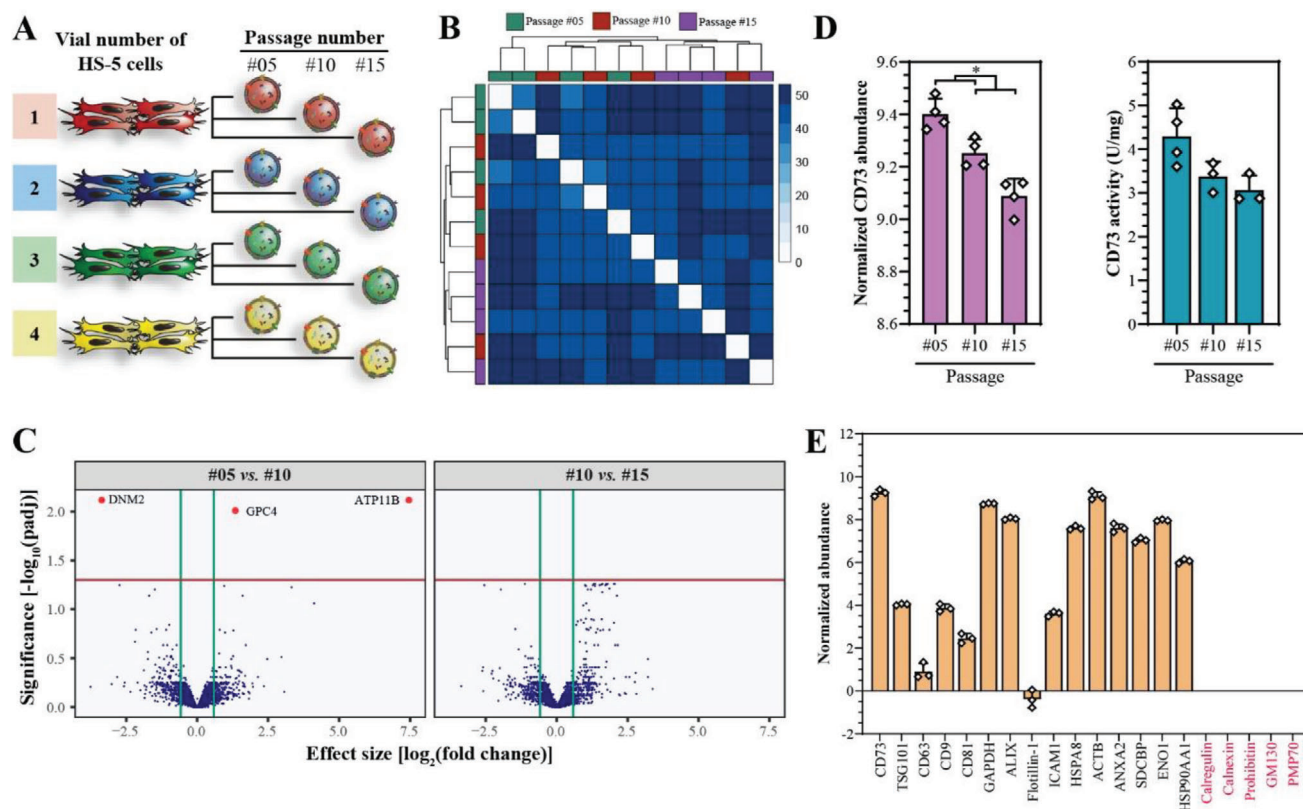 A
Vial number of
HS-5 cells
Passage number
#05 #10 #15
1
2
3
4
B
Passage #05 Passage #10 Passage #15
50
40
30
20
10
0
D
Normalized CD73 abundance
9.6
9.4
9.2
9.0
8.8
8.6
*
#05 #10 #15
Passage
CD73 activity (U/mg)
6
5
4
3
2
1
0
#05 #10 #15
Passage
C
#05 vs. #10
#10 vs. #15
DNM2
GPC4
ATP11B
Significance [-log10(padj)]
2.0
1.5
1.0
0.5
0.0
−2.5 0.0 2.5 5.0 7.5
−2.5 0.0 2.5 5.0 7.5
Effect size [log2(fold change)]
E
Normalized abundance
12
10
8
6
4
2
0
-2
CD73
TSG101
CD63
CD9
CD81
GAPDH
ALIX
Flotillin-1
ICAM1
HSPA8
ACTB
ANXA2
SDCBP
ENO1
HSP90AA1
Calregulin
Calnexin
Prohibitin
GM130
PMP70